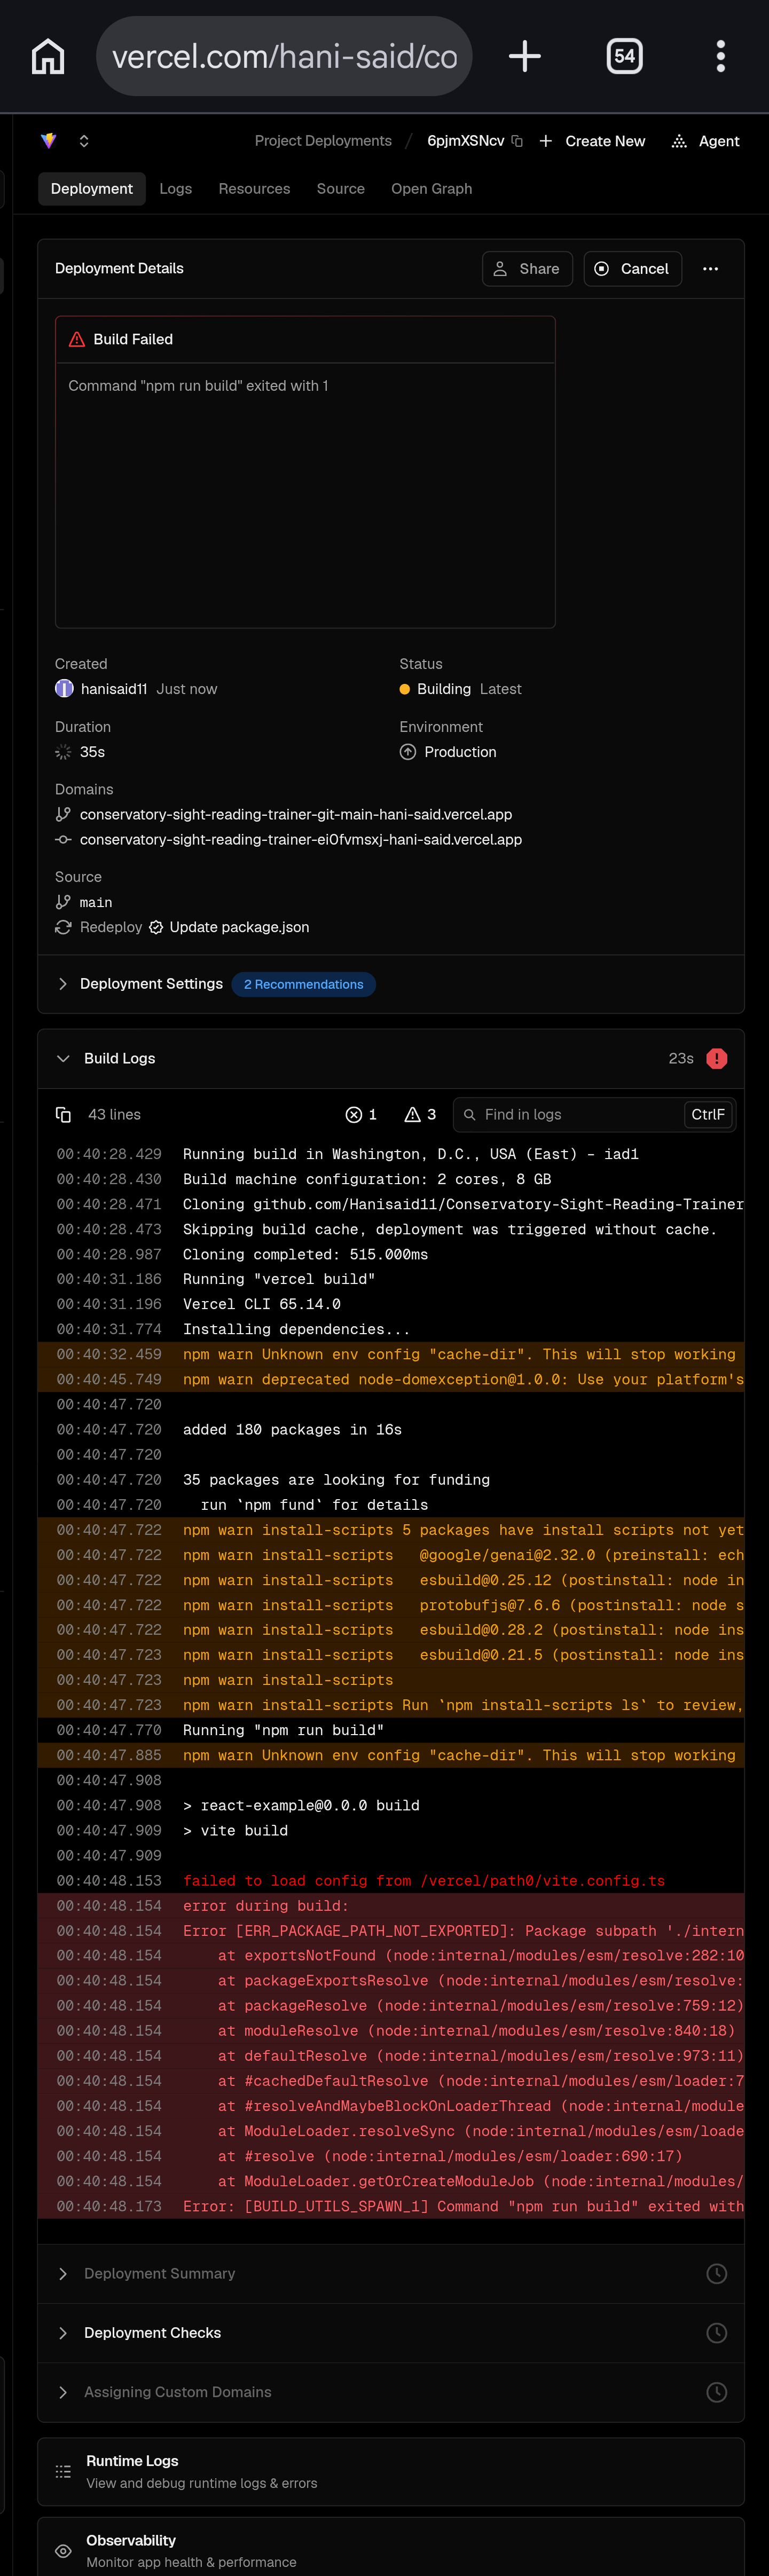 vercel.com/hani-said/co
54
Project Deployments / 6pjmXSNcv
Create New
Agent
Deployment
Logs
Resources
Source
Open Graph
Deployment Details
Share
Cancel
Build Failed
Command "npm run build" exited with 1
Created
hanisaid11 Just now
Status
Building Latest
Duration
35s
Environment
Production
Domains
conservatory-sight-reading-trainer-git-main-hani-said.vercel.app
conservatory-sight-reading-trainer-ei0fvmsxj-hani-said.vercel.app
Source
main
Redeploy Update package.json
Deployment Settings 2 Recommendations
Build Logs 23s
43 lines 1 3 Find in logs CtrlF
00:40:28.429 Running build in Washington, D.C., USA (East) – iad1
00:40:28.430 Build machine configuration: 2 cores, 8 GB
00:40:28.471 Cloning github.com/Hanisaid11/Conservatory-Sight-Reading-Trainer
00:40:28.473 Skipping build cache, deployment was triggered without cache.
00:40:28.987 Cloning completed: 515.000ms
00:40:31.186 Running "vercel build"
00:40:31.196 Vercel CLI 65.14.0
00:40:31.774 Installing dependencies...
00:40:32.459 npm warn Unknown env config "cache-dir". This will stop working
00:40:45.749 npm warn deprecated node-domexception@1.0.0: Use your platform's
00:40:47.720
00:40:47.720 added 180 packages in 16s
00:40:47.720
00:40:47.720 35 packages are looking for funding
00:40:47.720   run `npm fund` for details
00:40:47.722 npm warn install-scripts 5 packages have install scripts not yet
00:40:47.722 npm warn install-scripts   @google/genai@2.32.0 (preinstall: ech
00:40:47.722 npm warn install-scripts   esbuild@0.25.12 (postinstall: node in
00:40:47.722 npm warn install-scripts   protobufjs@7.6.6 (postinstall: node s
00:40:47.722 npm warn install-scripts   esbuild@0.28.2 (postinstall: node ins
00:40:47.723 npm warn install-scripts   esbuild@0.21.5 (postinstall: node ins
00:40:47.723 npm warn install-scripts
00:40:47.723 npm warn install-scripts Run `npm install-scripts ls` to review,
00:40:47.770 Running "npm run build"
00:40:47.885 npm warn Unknown env config "cache-dir". This will stop working
00:40:47.908
00:40:47.908 > react-example@0.0.0 build
00:40:47.909 > vite build
00:40:47.909
00:40:48.153 failed to load config from /vercel/path0/vite.config.ts
00:40:48.154 error during build:
00:40:48.154 Error [ERR_PACKAGE_PATH_NOT_EXPORTED]: Package subpath './intern
00:40:48.154     at exportsNotFound (node:internal/modules/esm/resolve:282:10
00:40:48.154     at packageExportsResolve (node:internal/modules/esm/resolve:
00:40:48.154     at packageResolve (node:internal/modules/esm/resolve:759:12)
00:40:48.154     at moduleResolve (node:internal/modules/esm/resolve:840:18)
00:40:48.154     at defaultResolve (node:internal/modules/esm/resolve:973:11)
00:40:48.154     at #cachedDefaultResolve (node:internal/modules/esm/loader:7
00:40:48.154     at #resolveAndMaybeBlockOnLoaderThread (node:internal/module
00:40:48.154     at ModuleLoader.resolveSync (node:internal/modules/esm/loade
00:40:48.154     at #resolve (node:internal/modules/esm/loader:690:17)
00:40:48.154     at ModuleLoader.getOrCreateModuleJob (node:internal/modules/
00:40:48.173 Error: [BUILD_UTILS_SPAWN_1] Command "npm run build" exited with
Deployment Summary
Deployment Checks
Assigning Custom Domains
Runtime Logs
View and debug runtime logs & errors
Observability
Monitor app health & performance